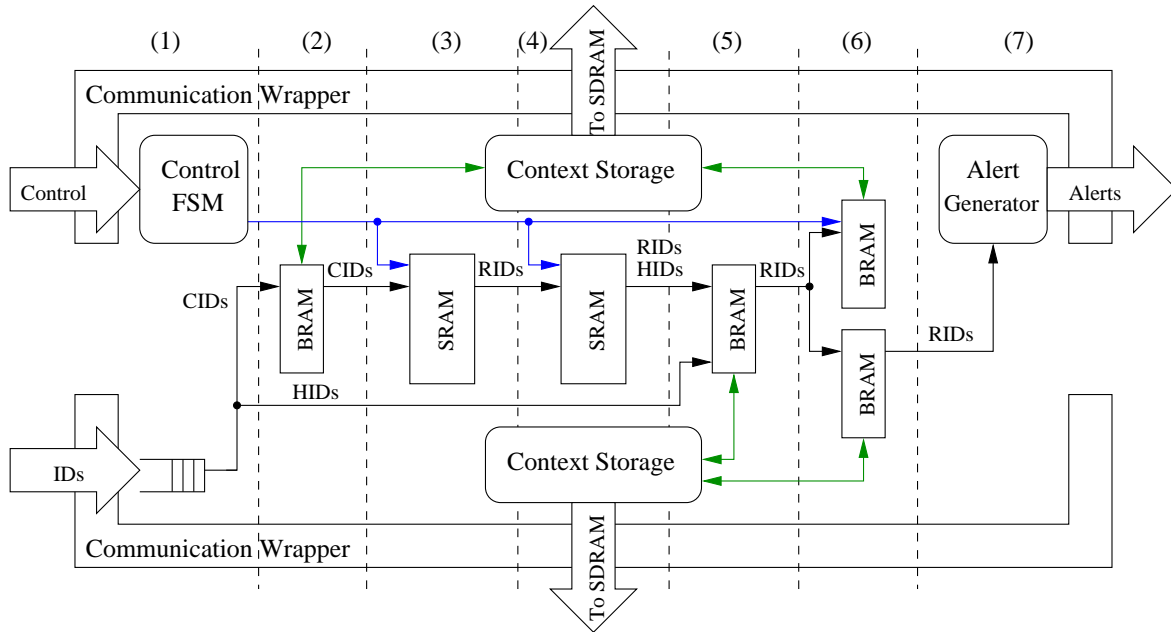 (1)
(2)
(3)
(4)
(5)
(6)
(7)
To SDRAM
Communication Wrapper
Control
Control
FSM
Context Storage
Alert
Generator
Alerts
BRAM
RIDs
HIDs
CIDs
RIDs
RIDs
CIDs
BRAM
SRAM
SRAM
BRAM
BRAM
RIDs
HIDs
IDs
Context Storage
Communication Wrapper
To SDRAM